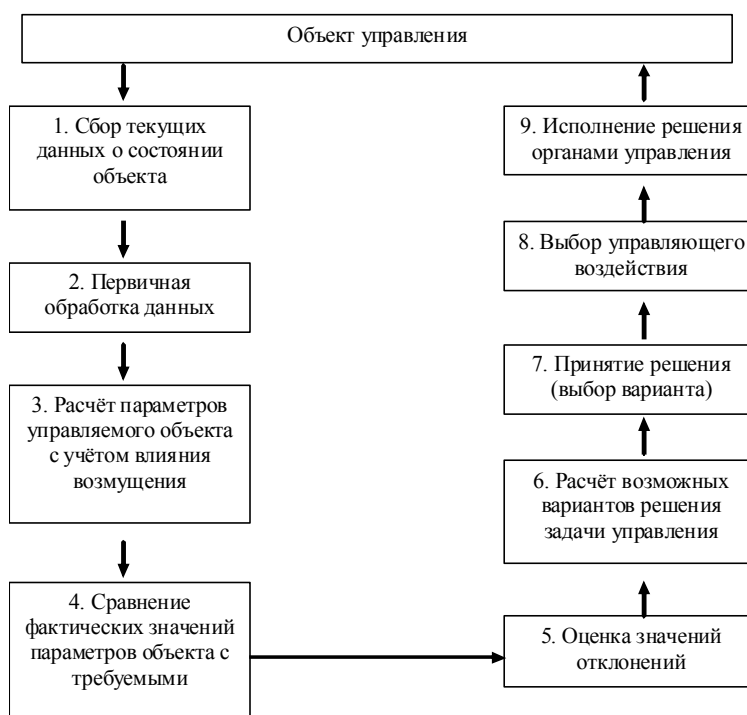 Объект управления
1. Сбор текущих
данных о состоянии
объекта
2. Первичная
обработка данных
3. Расчёт параметров
управляемого объекта
с учётом влияния
возмущения
4. Сравнение
фактических значений
параметров объекта с
требуемыми
5. Оценка значений
отклонений
6. Расчёт возможных
вариантов решения
задачи управления
7. Принятие решения
(выбор варианта)
8. Выбор управляющего
воздействия
9. Исполнение решения
органами управления